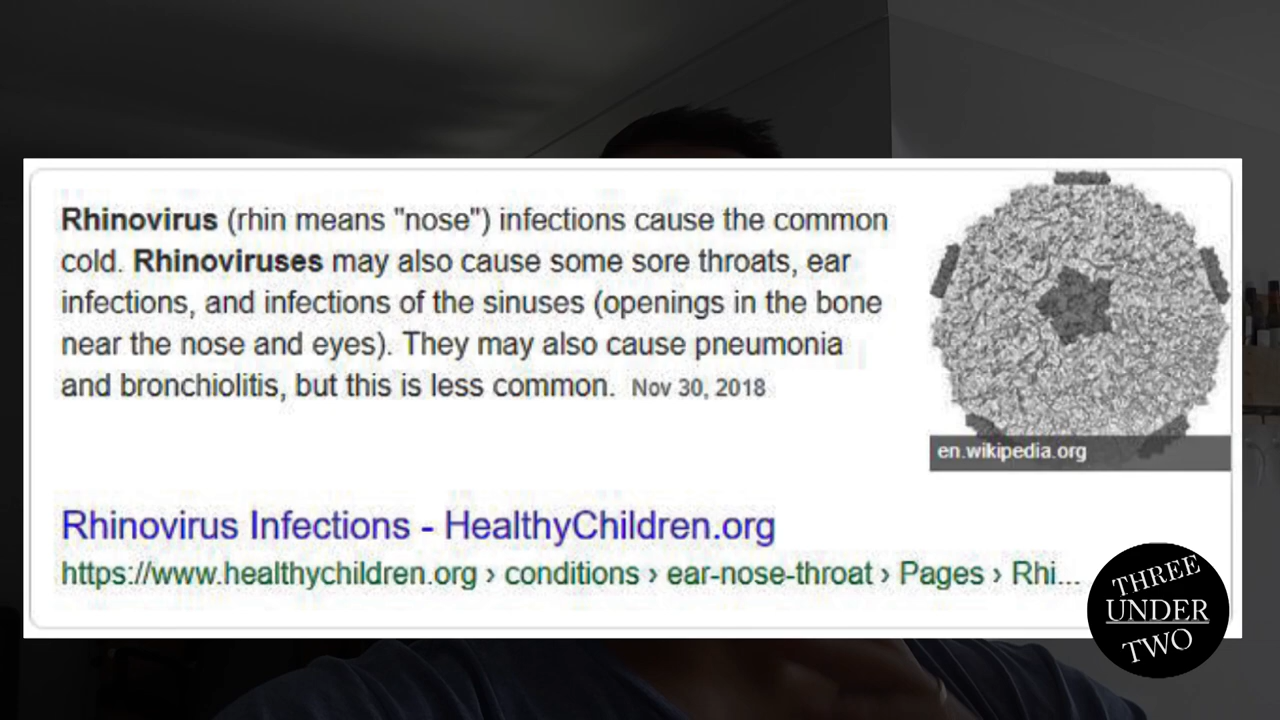 Rhinovirus (rhin means "nose") infections cause the common
cold. Rhinoviruses may also cause some sore throats, ear
infections, and infections of the sinuses (openings in the bone
near the nose and eyes). They may also cause pneumonia
and bronchiolitis, but this is less common. Nov 30, 2018
en.wikipedia.org
Rhinovirus Infections - HealthyChildren.org
https://www.healthychildren.org › conditions › ear-nose-throat › Pages › Rhi...
THREE
UNDER
TWO